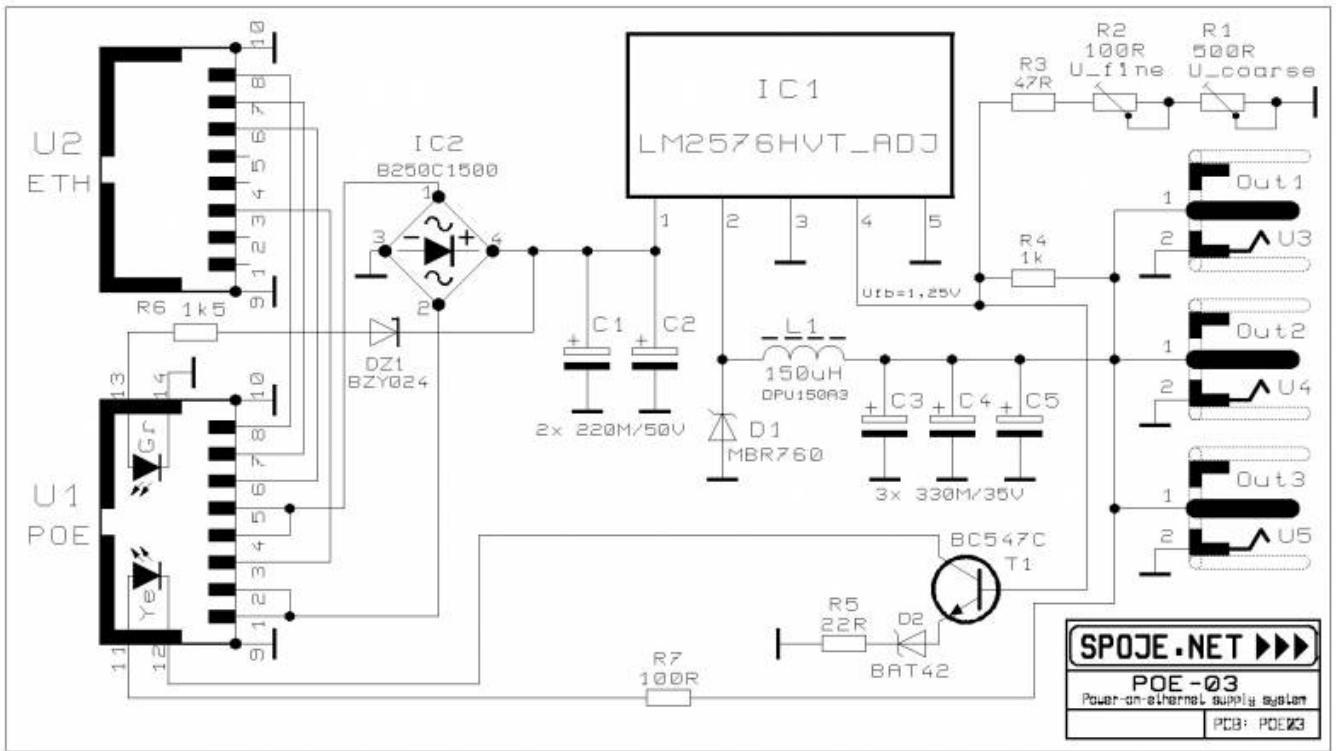 U2
ETH
10
8
7
6
5
4
3
2
1
9
IC2
B250C1500
1
3
4
2
R6 1k5
DZ1
BZY024
13
14
U1
POE
Gr
Ye
10
8
7
6
5
4
3
2
1
9
11
12
C1
C2
2x 220M/50V
IC1
LM2576HVT_ADJ
1
2
3
4
5
Ufb=1,25V
R3
47R
R2
100R
U_fine
R1
500R
U_coarse
R4
1k
L1
150uH
DPU150A3
D1
MBR760
C3
C4
C5
3x 330M/35V
Out1
1
2
U3
Out2
1
2
U4
Out3
1
2
U5
BC547C
T1
R5
22R
D2
BAT42
R7
100R
SPOJE.NET
POE-03
Power-on-ethernet supply system
PCB: POE03